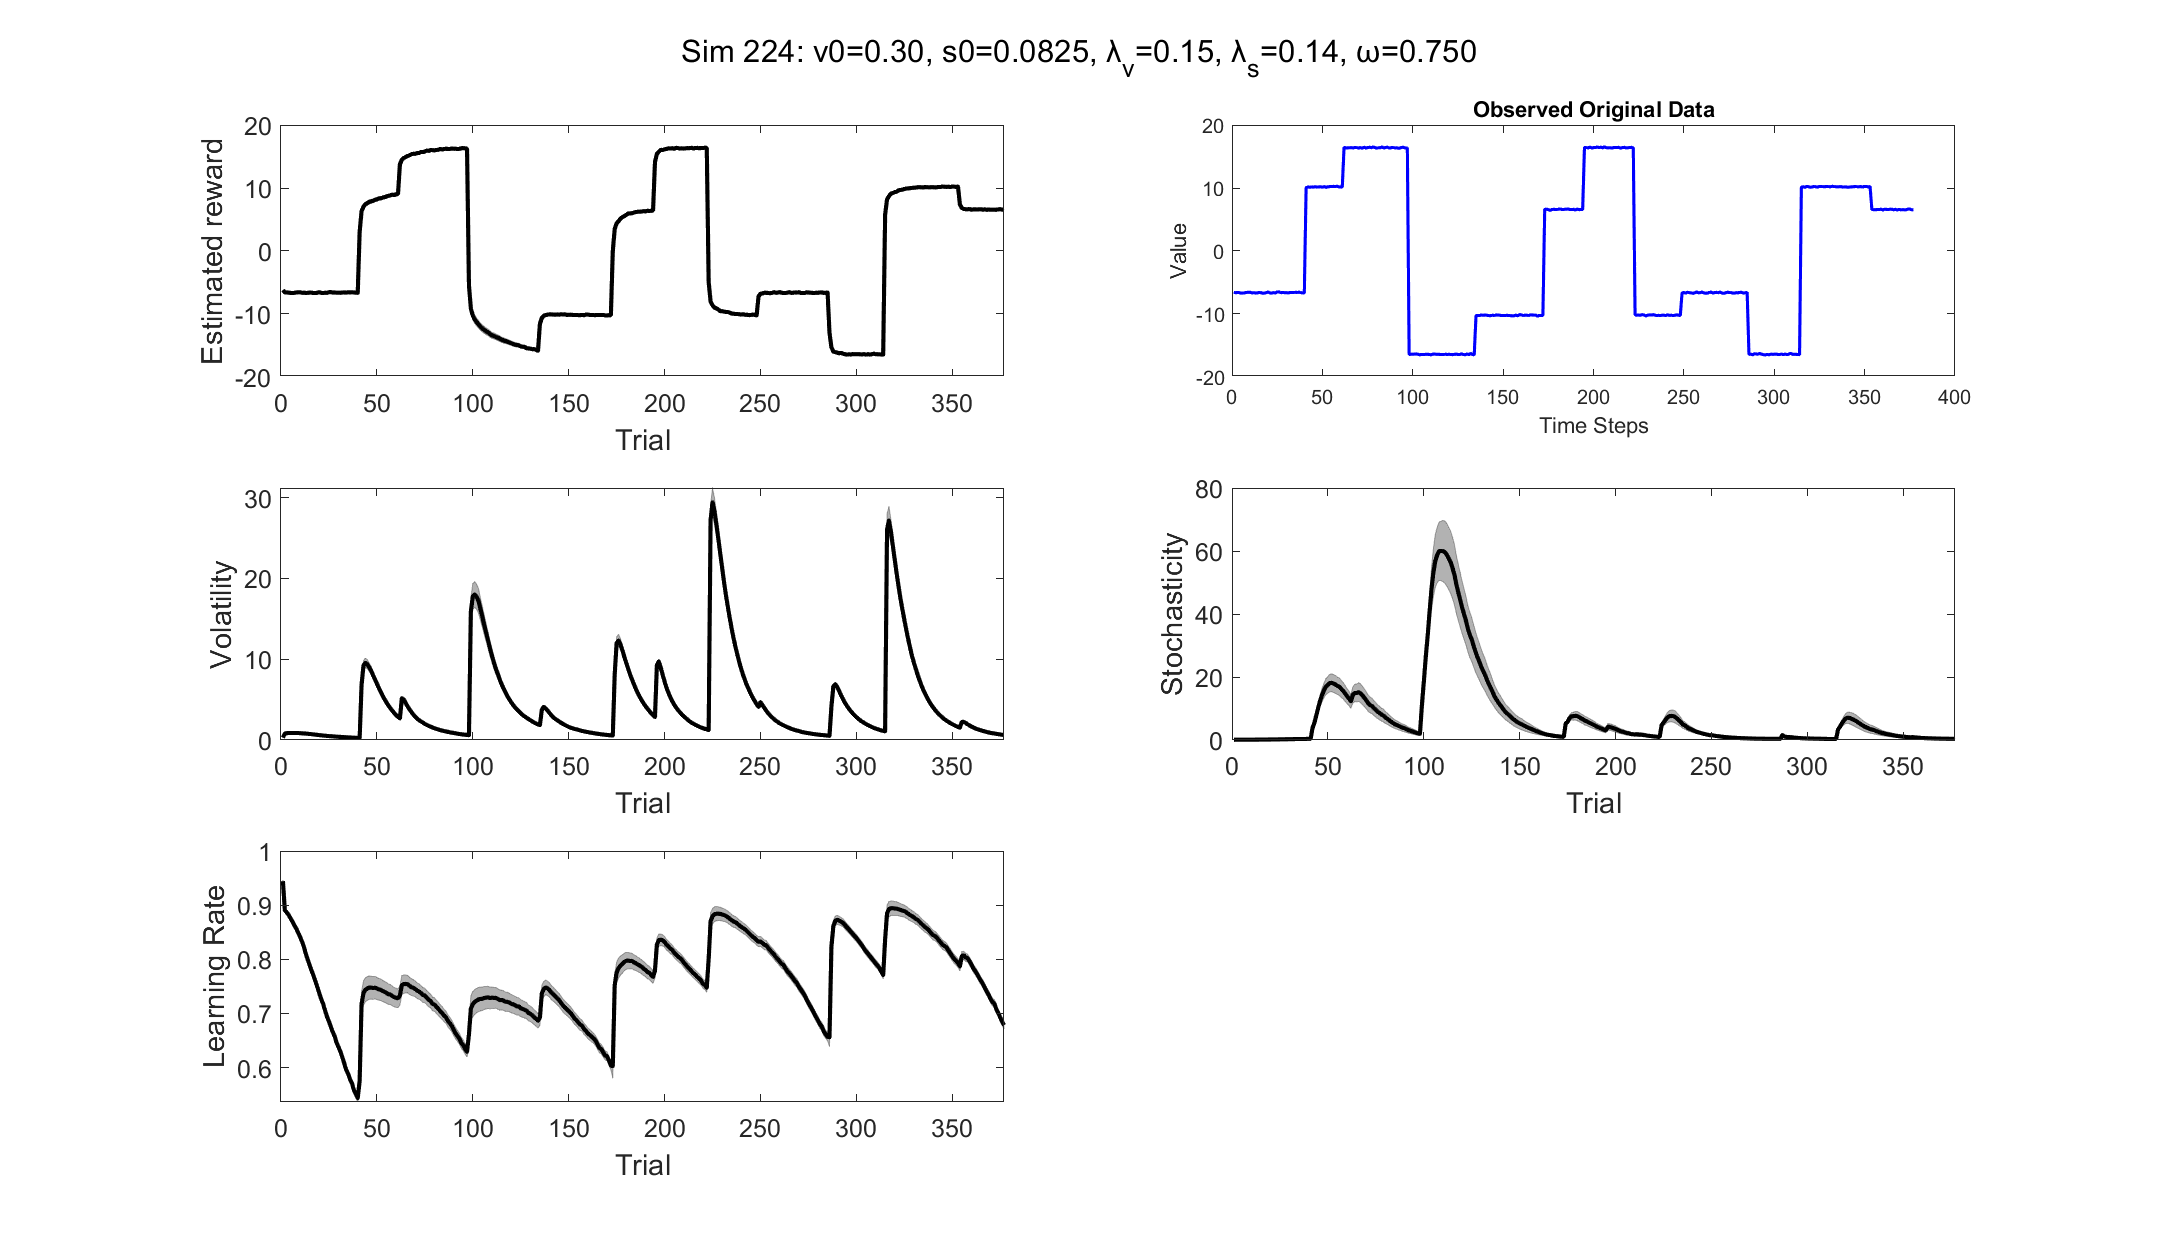 Sim 224: v0=0.30, s0=0.0825, λv=0.15, λs=0.14, ω=0.750
Estimated reward
20
10
0
-10
-20
0 50 100 150 200 250 300 350
Trial
Observed Original Data
Value
20
10
0
-10
-20
0 50 100 150 200 250 300 350 400
Time Steps
Volatility
30
20
10
0
0 50 100 150 200 250 300 350
Trial
Stochasticity
80
60
40
20
0
0 50 100 150 200 250 300 350
Trial
Learning Rate
1
0.9
0.8
0.7
0.6
0 50 100 150 200 250 300 350
Trial